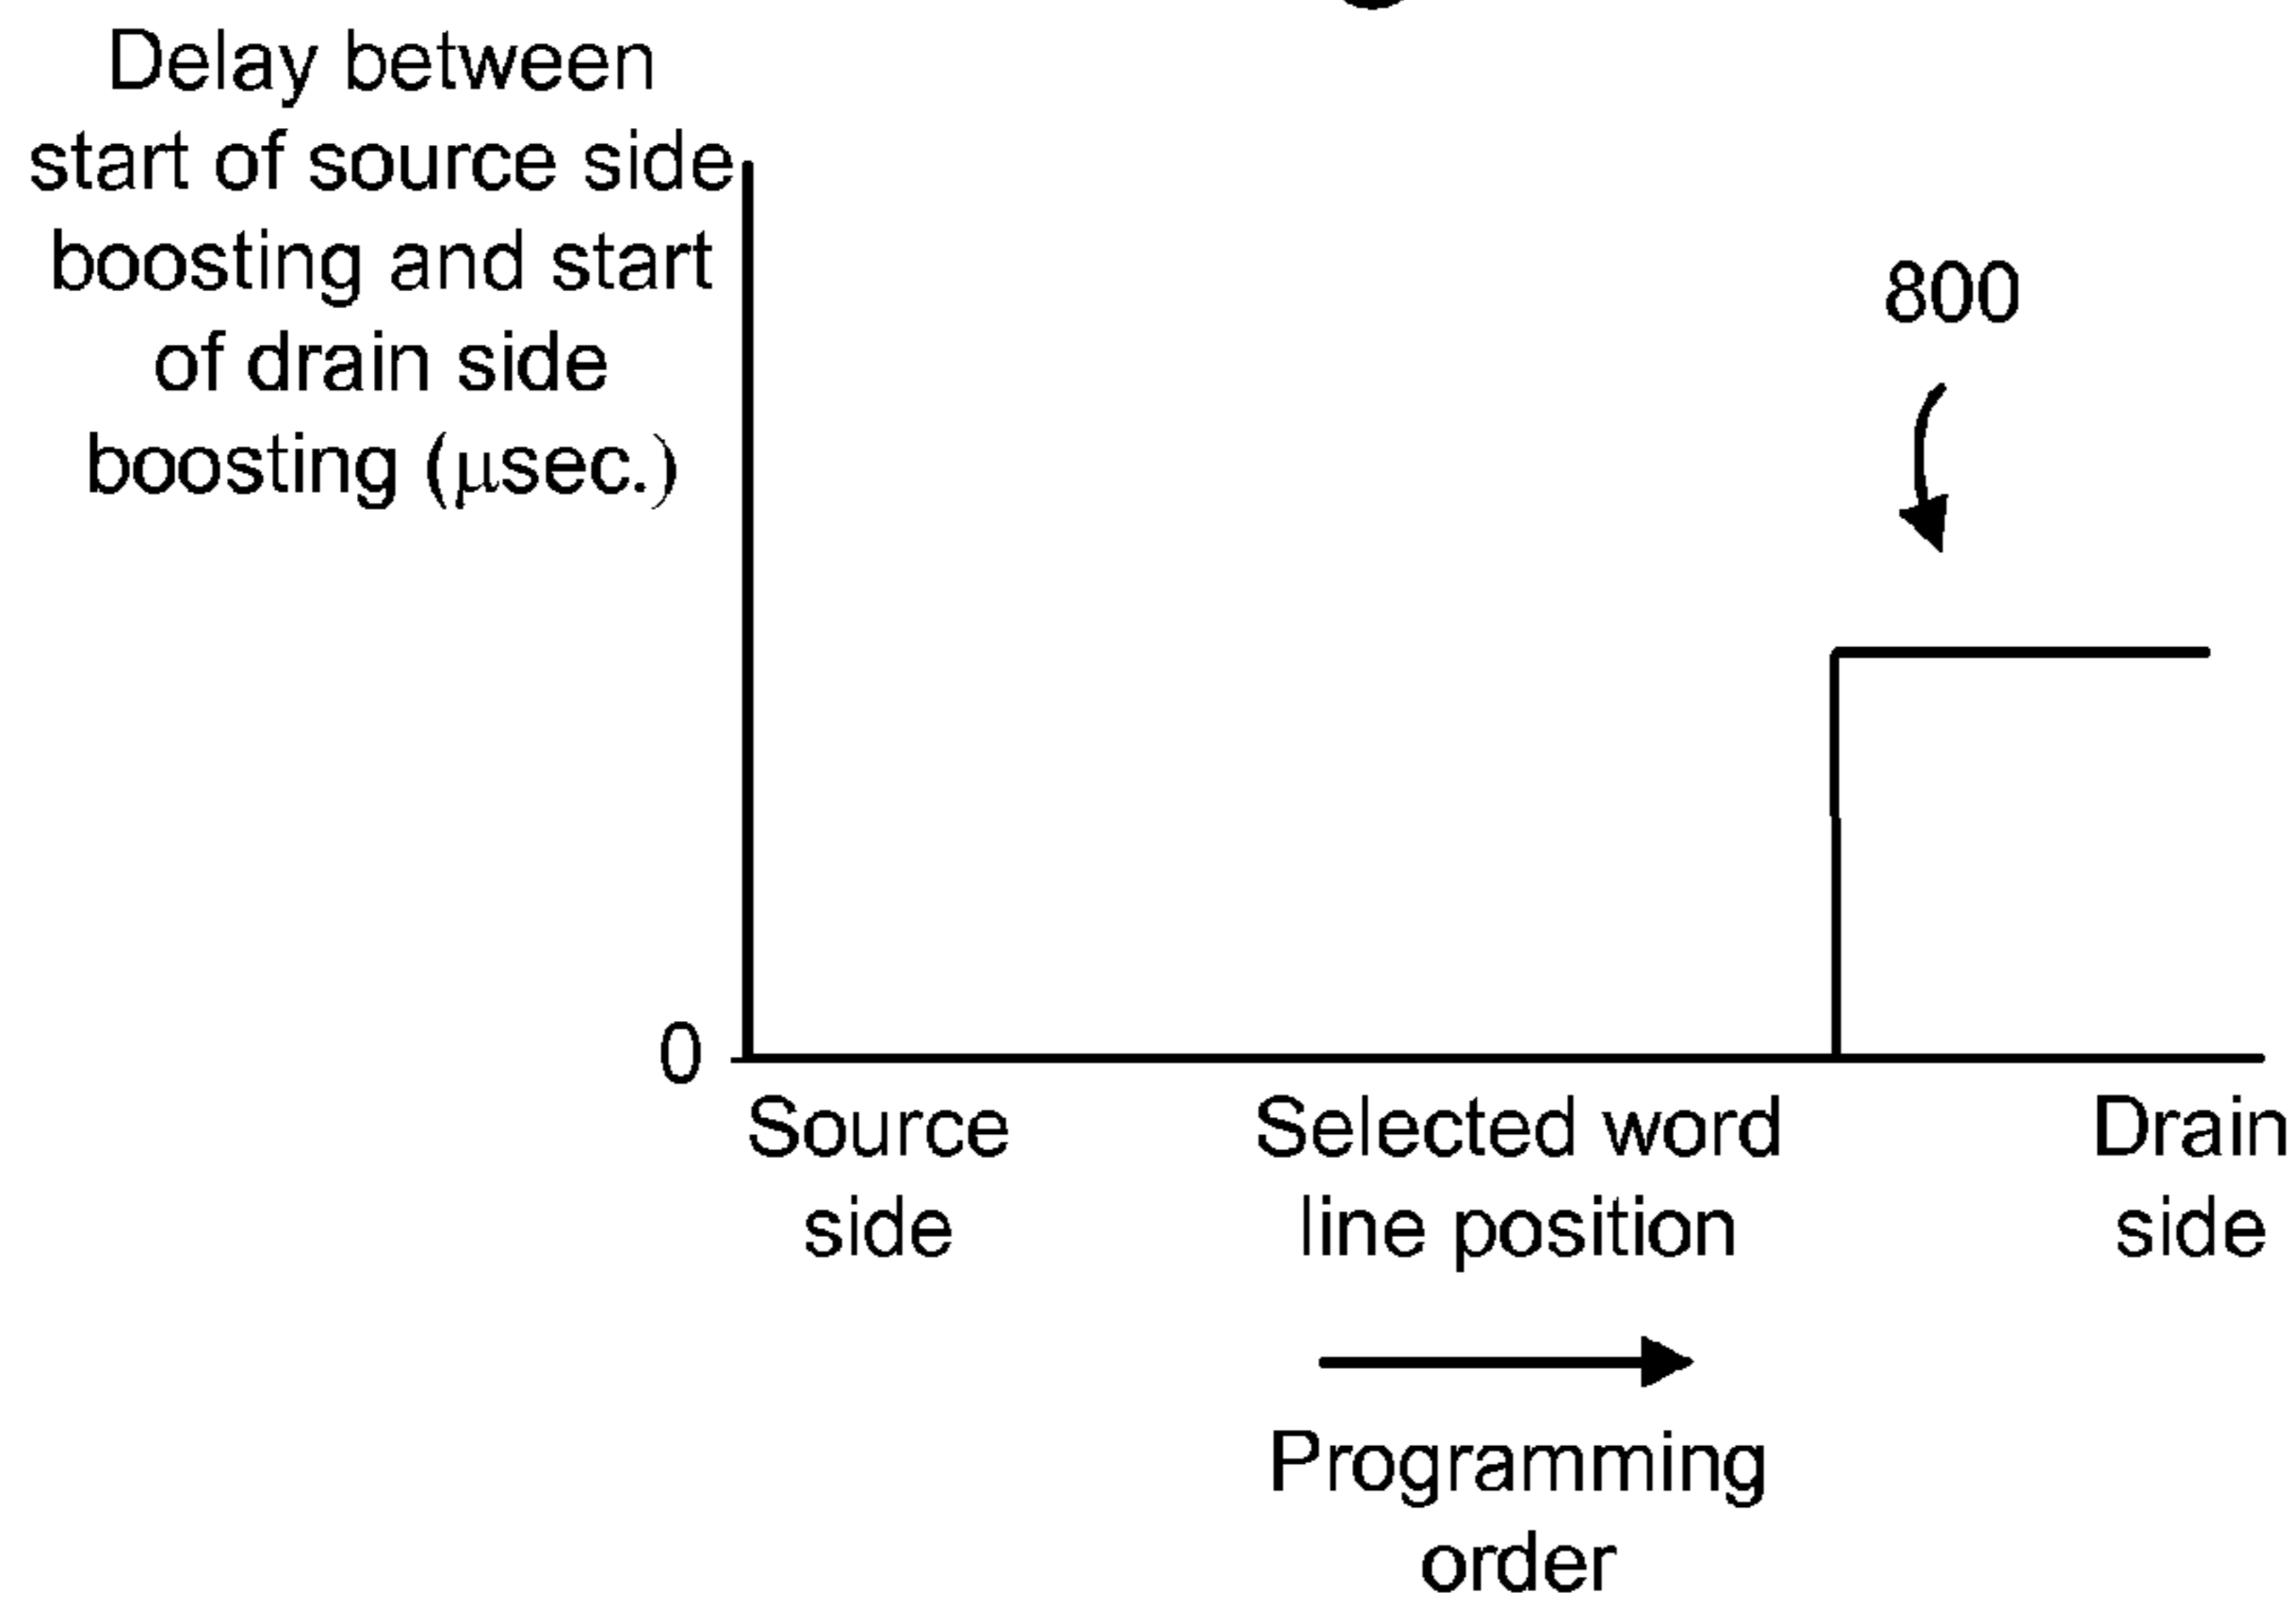 Delay between
start of source side
boosting and start
of drain side
boosting (μsec.)
800
0
Source
side
Selected word
line position
Drain
side
Programming
order